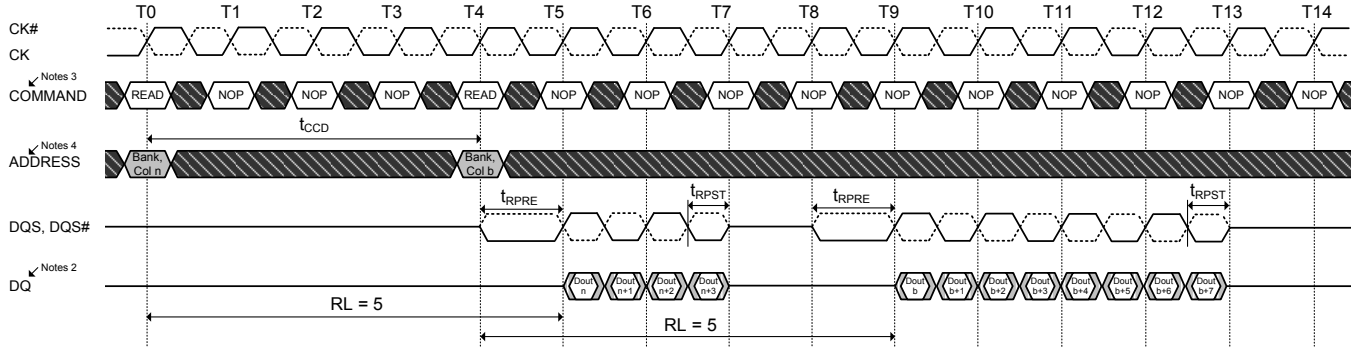 T0 T1 T2 T3 T4 T5 T6 T7 T8 T9 T10 T11 T12 T13 T14
CK#
CK
Notes 3
COMMAND READ NOP NOP NOP READ NOP NOP NOP NOP NOP NOP NOP NOP NOP NOP
tCCD
Notes 4
ADDRESS
Bank, Col n
Bank, Col b
tRPRE tRPST tRPRE tRPST
DQS, DQS#
Notes 2
DQ
Dout n
Dout n+1
Dout n+2
Dout n+3
Dout b
Dout b+1
Dout b+2
Dout b+3
Dout b+4
Dout b+5
Dout b+6
Dout b+7
RL = 5
RL = 5